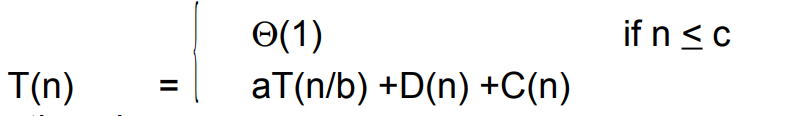 Θ(1) if n ≤ c
T(n) = aT(n/b) +D(n) +C(n)